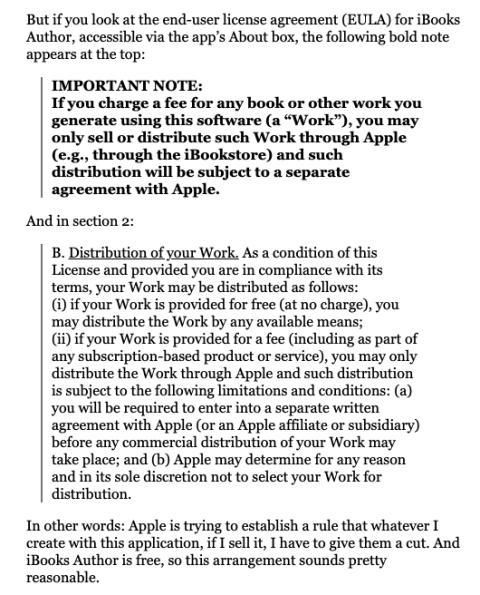 But if you look at the end-user license agreement (EULA) for iBooks
Author, accessible via the app’s About box, the following bold note
appears at the top:
IMPORTANT NOTE:
If you charge a fee for any book or other work you
generate using this software (a “Work”), you may
only sell or distribute such Work through Apple
(e.g., through the iBookstore) and such
distribution will be subject to a separate
agreement with Apple.
And in section 2:
B. Distribution of your Work. As a condition of this
License and provided you are in compliance with its
terms, your Work may be distributed as follows:
(i) if your Work is provided for free (at no charge), you
may distribute the Work by any available means;
(ii) if your Work is provided for a fee (including as part of
any subscription-based product or service), you may only
distribute the Work through Apple and such distribution
is subject to the following limitations and conditions: (a)
you will be required to enter into a separate written
agreement with Apple (or an Apple affiliate or subsidiary)
before any commercial distribution of your Work may
take place; and (b) Apple may determine for any reason
and in its sole discretion not to select your Work for
distribution.
In other words: Apple is trying to establish a rule that whatever I
create with this application, if I sell it, I have to give them a cut. And
iBooks Author is free, so this arrangement sounds pretty
reasonable.